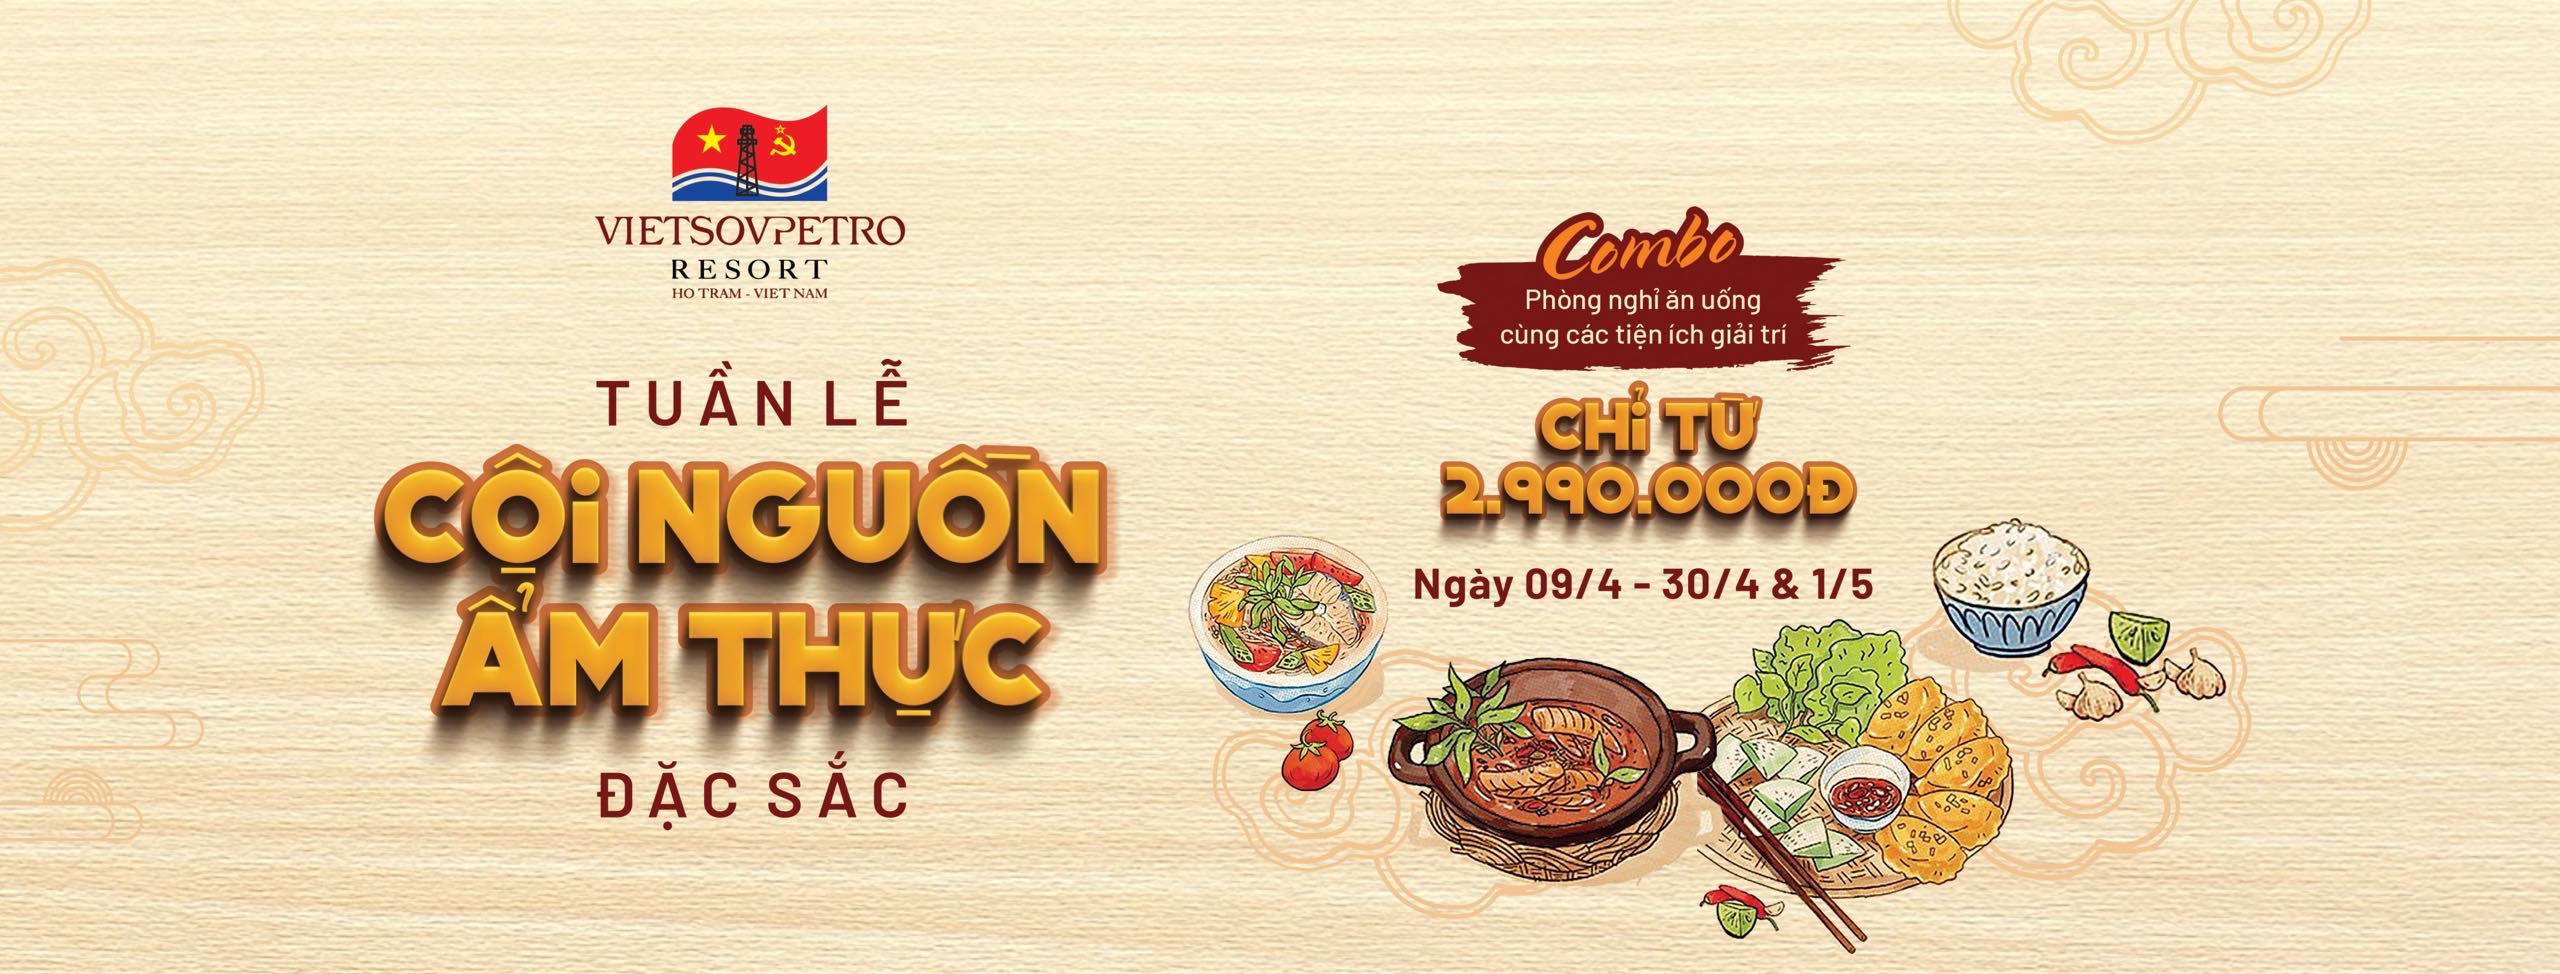 VIETSOVPETRO
RESORT
HO TRAM - VIET NAM
TUẦN LỄ
CỘI NGUỒN
ẨM THỰC
ĐẶC SẮC
Combo
Phòng nghỉ ăn uống
cùng các tiện ích giải trí
CHỈ TỪ
2.990.000Đ
Ngày 09/4 - 30/4 & 1/5